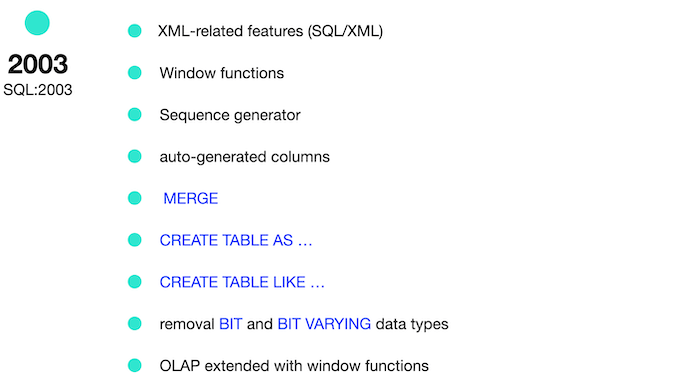 2003
SQL:2003
XML-related features (SQL/XML)
Window functions
Sequence generator
auto-generated columns
MERGE
CREATE TABLE AS …
CREATE TABLE LIKE …
removal BIT and BIT VARYING data types
OLAP extended with window functions